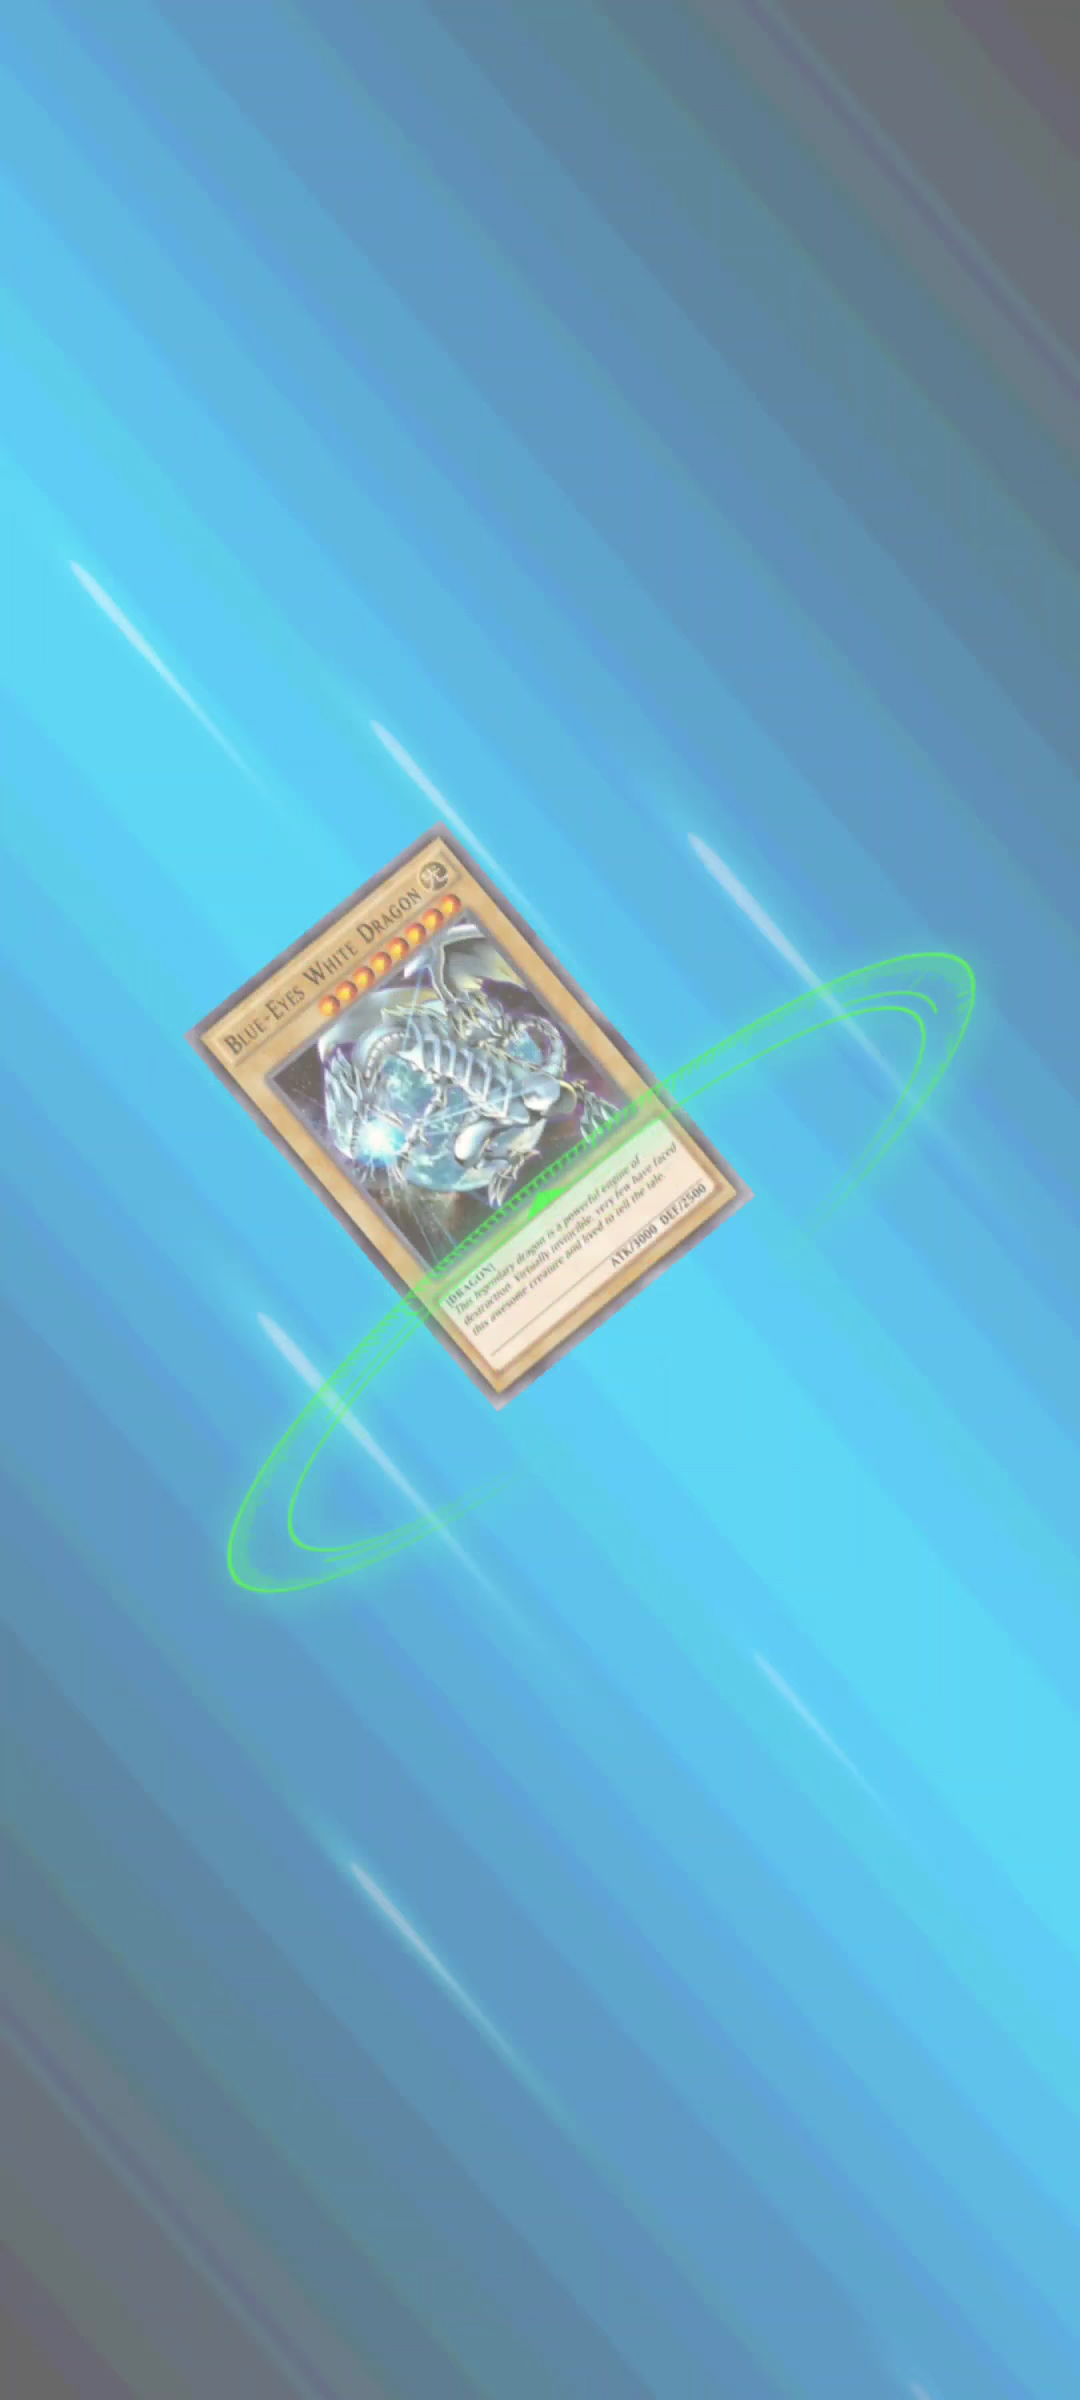 BLUE-EYES WHITE DRAGON
[DRAGON]
This legendary dragon is a powerful engine of
destruction. Virtually invincible, very few have faced
this awesome creature and lived to tell the tale.
ATK/3000 DEF/2500